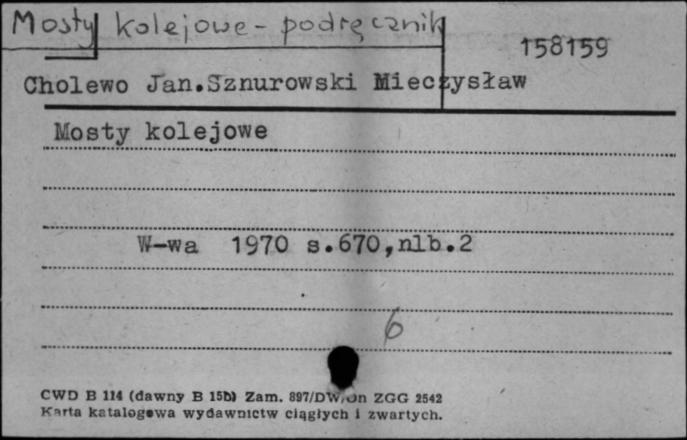 Mosty kolejowe - podręcznik
158159
Cholewo Jan.Sznurowski Mieczysław
Mosty kolejowe
W-wa 1970 s.670,nlb.2
6
CWD B 114 (dawny B 15b) Zam. 897/DW/Un ZGG 2542
Karta katalogowa wydawnictw ciągłych i zwartych.